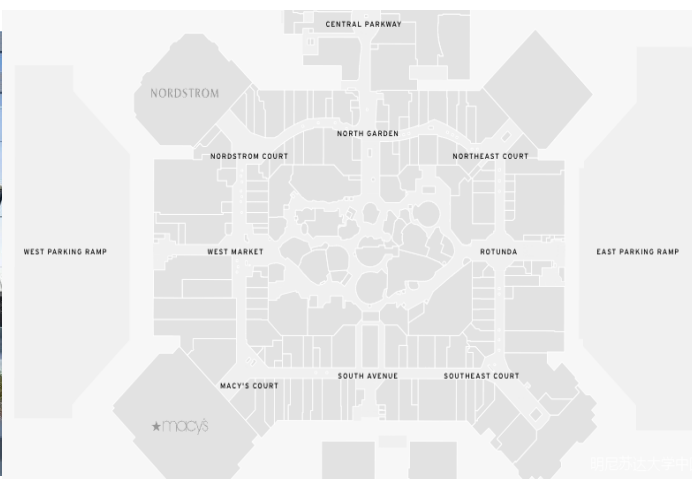 CENTRAL PARKWAY
NORDSTROM
NORTH GARDEN
NORDSTROM COURT
NORTHEAST COURT
WEST PARKING RAMP
WEST MARKET
ROTUNDA
EAST PARKING RAMP
SOUTH AVENUE
SOUTHEAST COURT
MACY'S COURT
★macy's